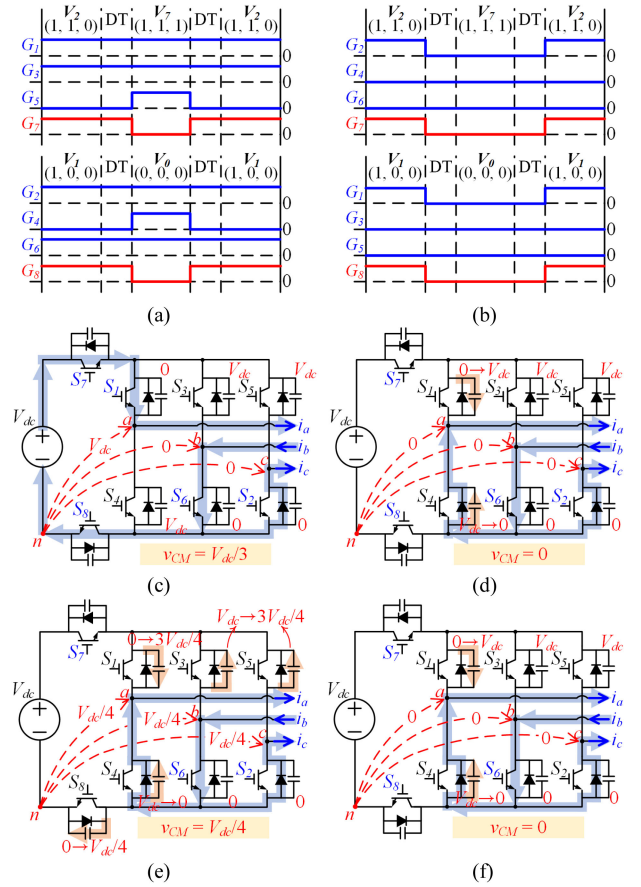 V2 DT V7 DT V2
(1, 1, 0) (1, 1, 1) (1, 1, 0)
G1 0
G3 0
G5 0
G7 0
V1 DT V0 DT V1
(1, 0, 0) (0, 0, 0) (1, 0, 0)
G2 0
G4 0
G6 0
G8 0
(a)
V2 DT V7 DT V2
(1, 1, 0) (1, 1, 1) (1, 1, 0)
G2 0
G4 0
G6 0
G7 0
V1 DT V0 DT V1
(1, 0, 0) (0, 0, 0) (1, 0, 0)
G1 0
G3 0
G5 0
G8 0
(b)
S7 S1 0 S3 Vdc S5 Vdc
Vdc
a ia
Vdc 0 b ib
0 c ic
S8 S4 S6 S2
n Vdc 0 0
vCM = Vdc/3
(c)
S7 S1 0→Vdc S3 Vdc S5 Vdc
Vdc
a ia
0 0 b ib
0 c ic
S8 S4 S6 S2
n Vdc→0 0 0
vCM = 0
(d)
Vdc→3Vdc/4
0→3Vdc/4
S7 S1 S3 S5
Vdc
a ia
Vdc/4 Vdc/4 b ib
Vdc/4 c ic
S8 S4 S6 S2
n Vdc→0 0 0
0→Vdc/4
vCM = Vdc/4
(e)
S7 S1 0→Vdc S3 Vdc S5 Vdc
Vdc
a ia
0 0 b ib
0 c ic
S8 S4 S6 S2
n Vdc→0 0 0
vCM = 0
(f)